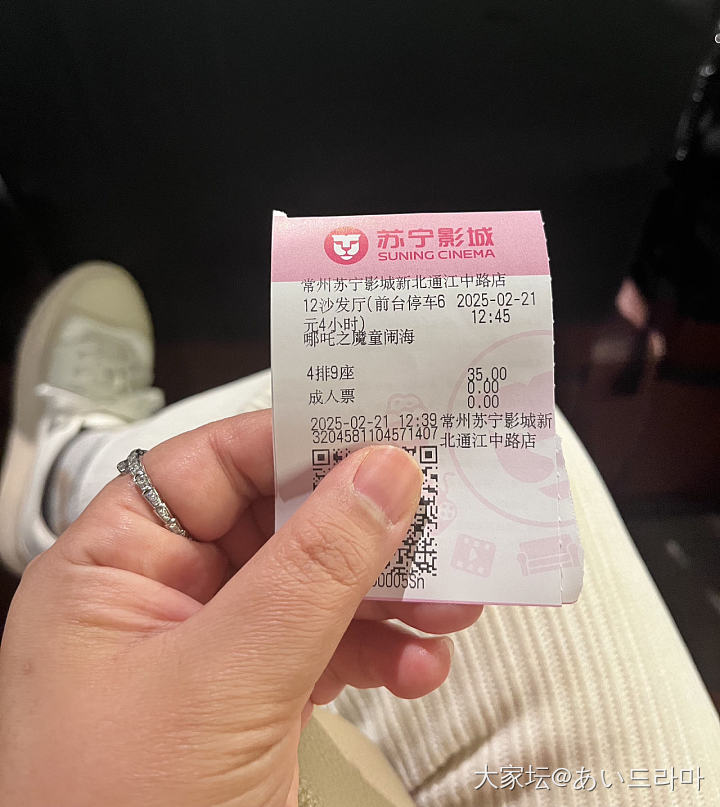 苏宁影城
SUNING CINEMA
常州苏宁影城新北通江中路店
12沙发厅(前台停车6元4小时)
2025-02-21
12:45
哪吒之魔童闹海
4排9座
35.00
0.00
成人票
0.00
2025-02-21 12:39
3204581104571407
常州苏宁影城新
北通江中路店
大家坛@あい드라마